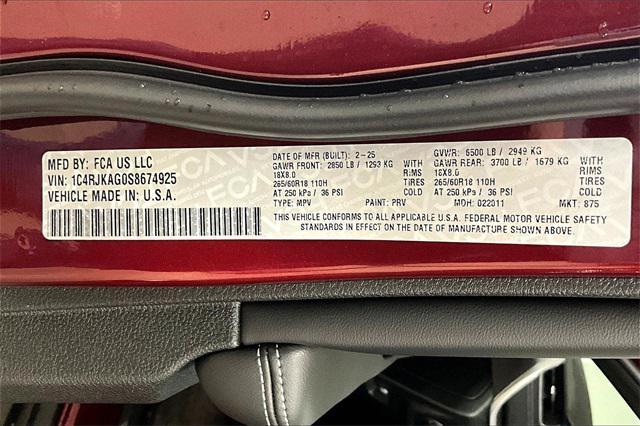 MFD BY: FCA US LLC
VIN: 1C4RJKAG0S8674925
VEHICLE MADE IN: U.S.A.
DATE OF MFR (BUILT): 2-25 GVWR: 6500 LB / 2949 KG
GAWR FRONT: 2850 LB / 1293 KG WITH GAWR REAR: 3700 LB / 1679 KG WITH
18X8.0 RIMS 18X8.0 RIMS
265/60R18 110H TIRES 265/60R18 110H TIRES
AT 250 kPa / 36 PSI COLD AT 250 kPa / 36 PSI COLD
TYPE: MPV PAINT: PRV MDH: 022311 MKT: 875
THIS VEHICLE CONFORMS TO ALL APPLICABLE U.S.A. FEDERAL MOTOR VEHICLE SAFETY
STANDARDS IN EFFECT ON THE DATE OF MANUFACTURE SHOWN ABOVE.